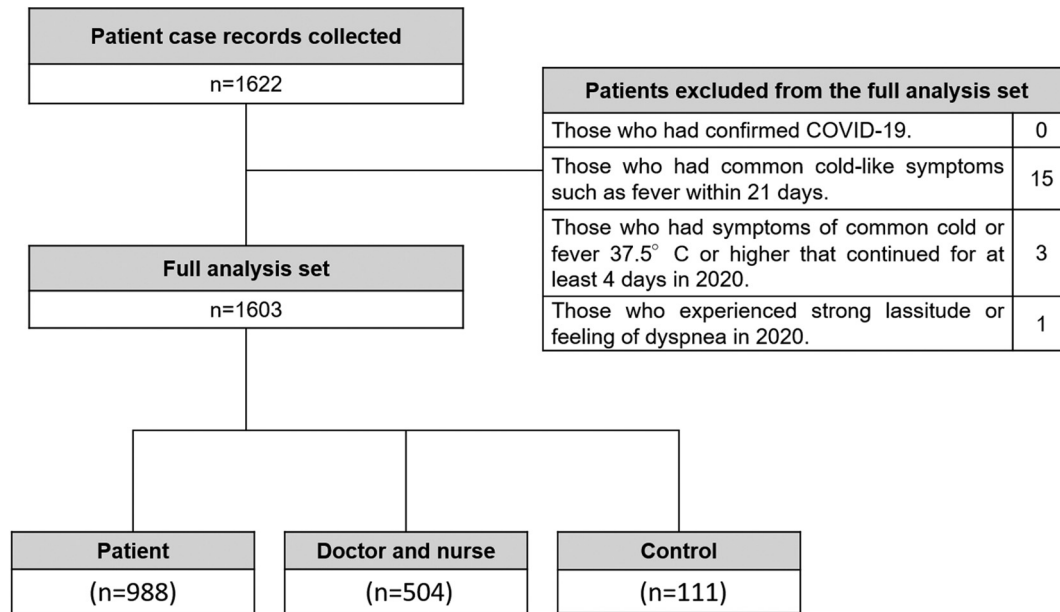 Patient case records collected
n=1622
Patients excluded from the full analysis set
Those who had confirmed COVID-19. 0
Those who had common cold-like symptoms
such as fever within 21 days. 15
Those who had symptoms of common cold or
fever 37.5° C or higher that continued for at
least 4 days in 2020. 3
Those who experienced strong lassitude or
feeling of dyspnea in 2020. 1
Full analysis set
n=1603
Patient
(n=988)
Doctor and nurse
(n=504)
Control
(n=111)